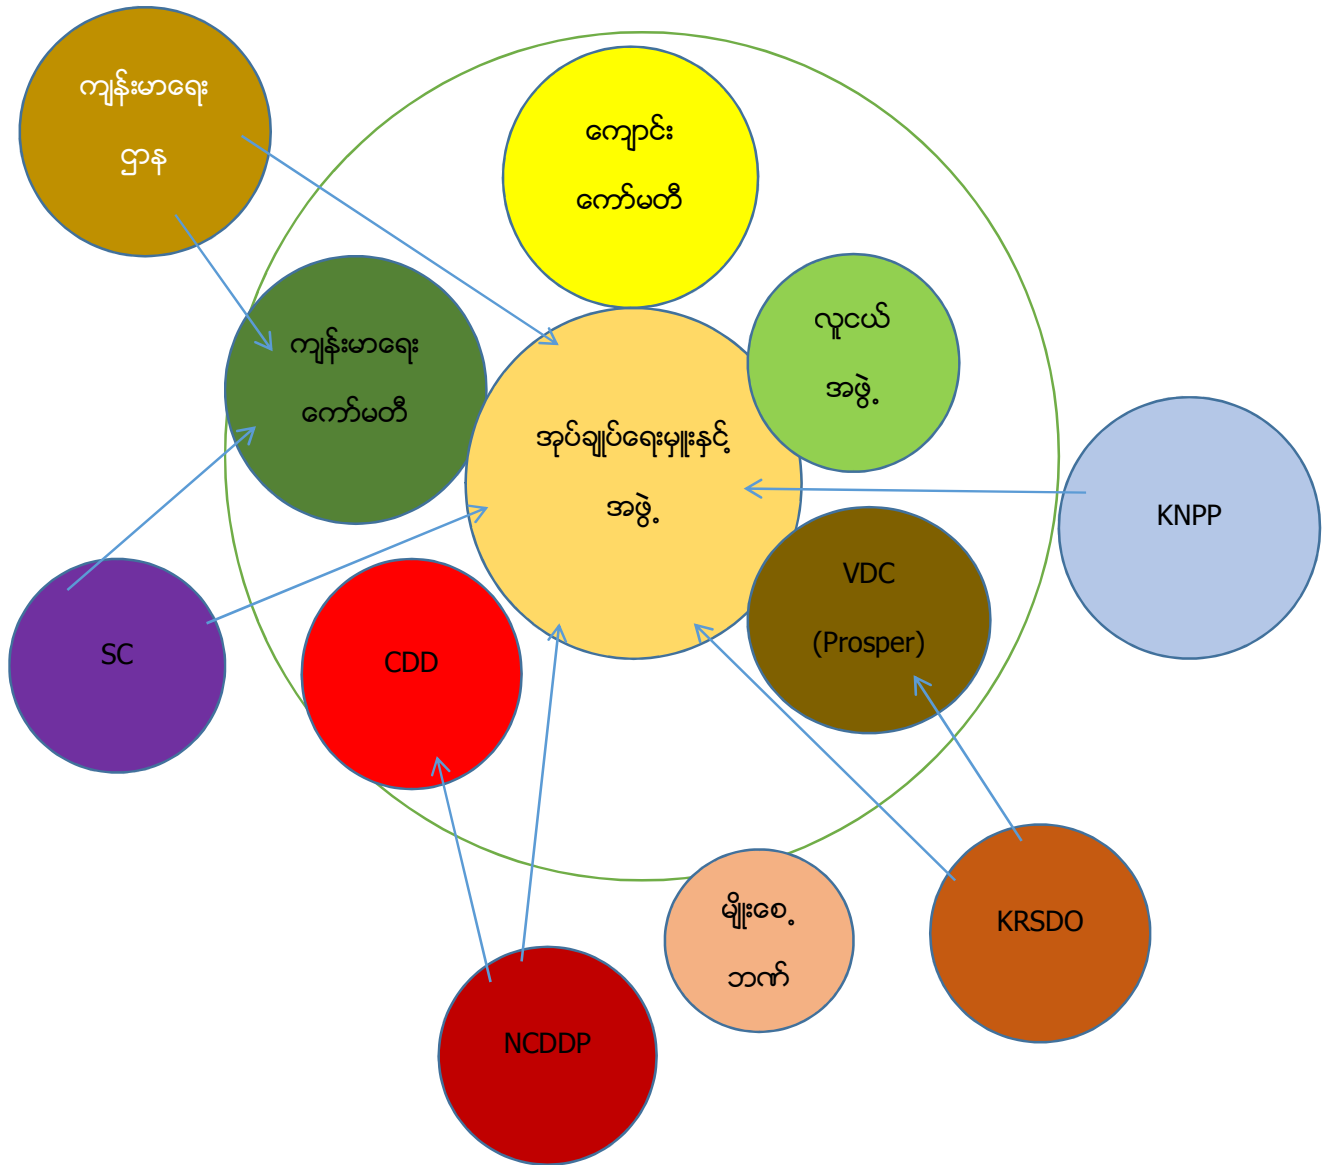 ကျန်းမာရေး
ဌာန
ကျောင်း
ကော်မတီ
လူငယ်
အဖွဲ့
ကျန်းမာရေး
ကော်မတီ
အုပ်ချုပ်ရေးမှူးနှင့်
အဖွဲ့
KNPP
VDC
(Prosper)
SC
CDD
မျိုးစေ့
ဘဏ်
KRSDO
NCDDP